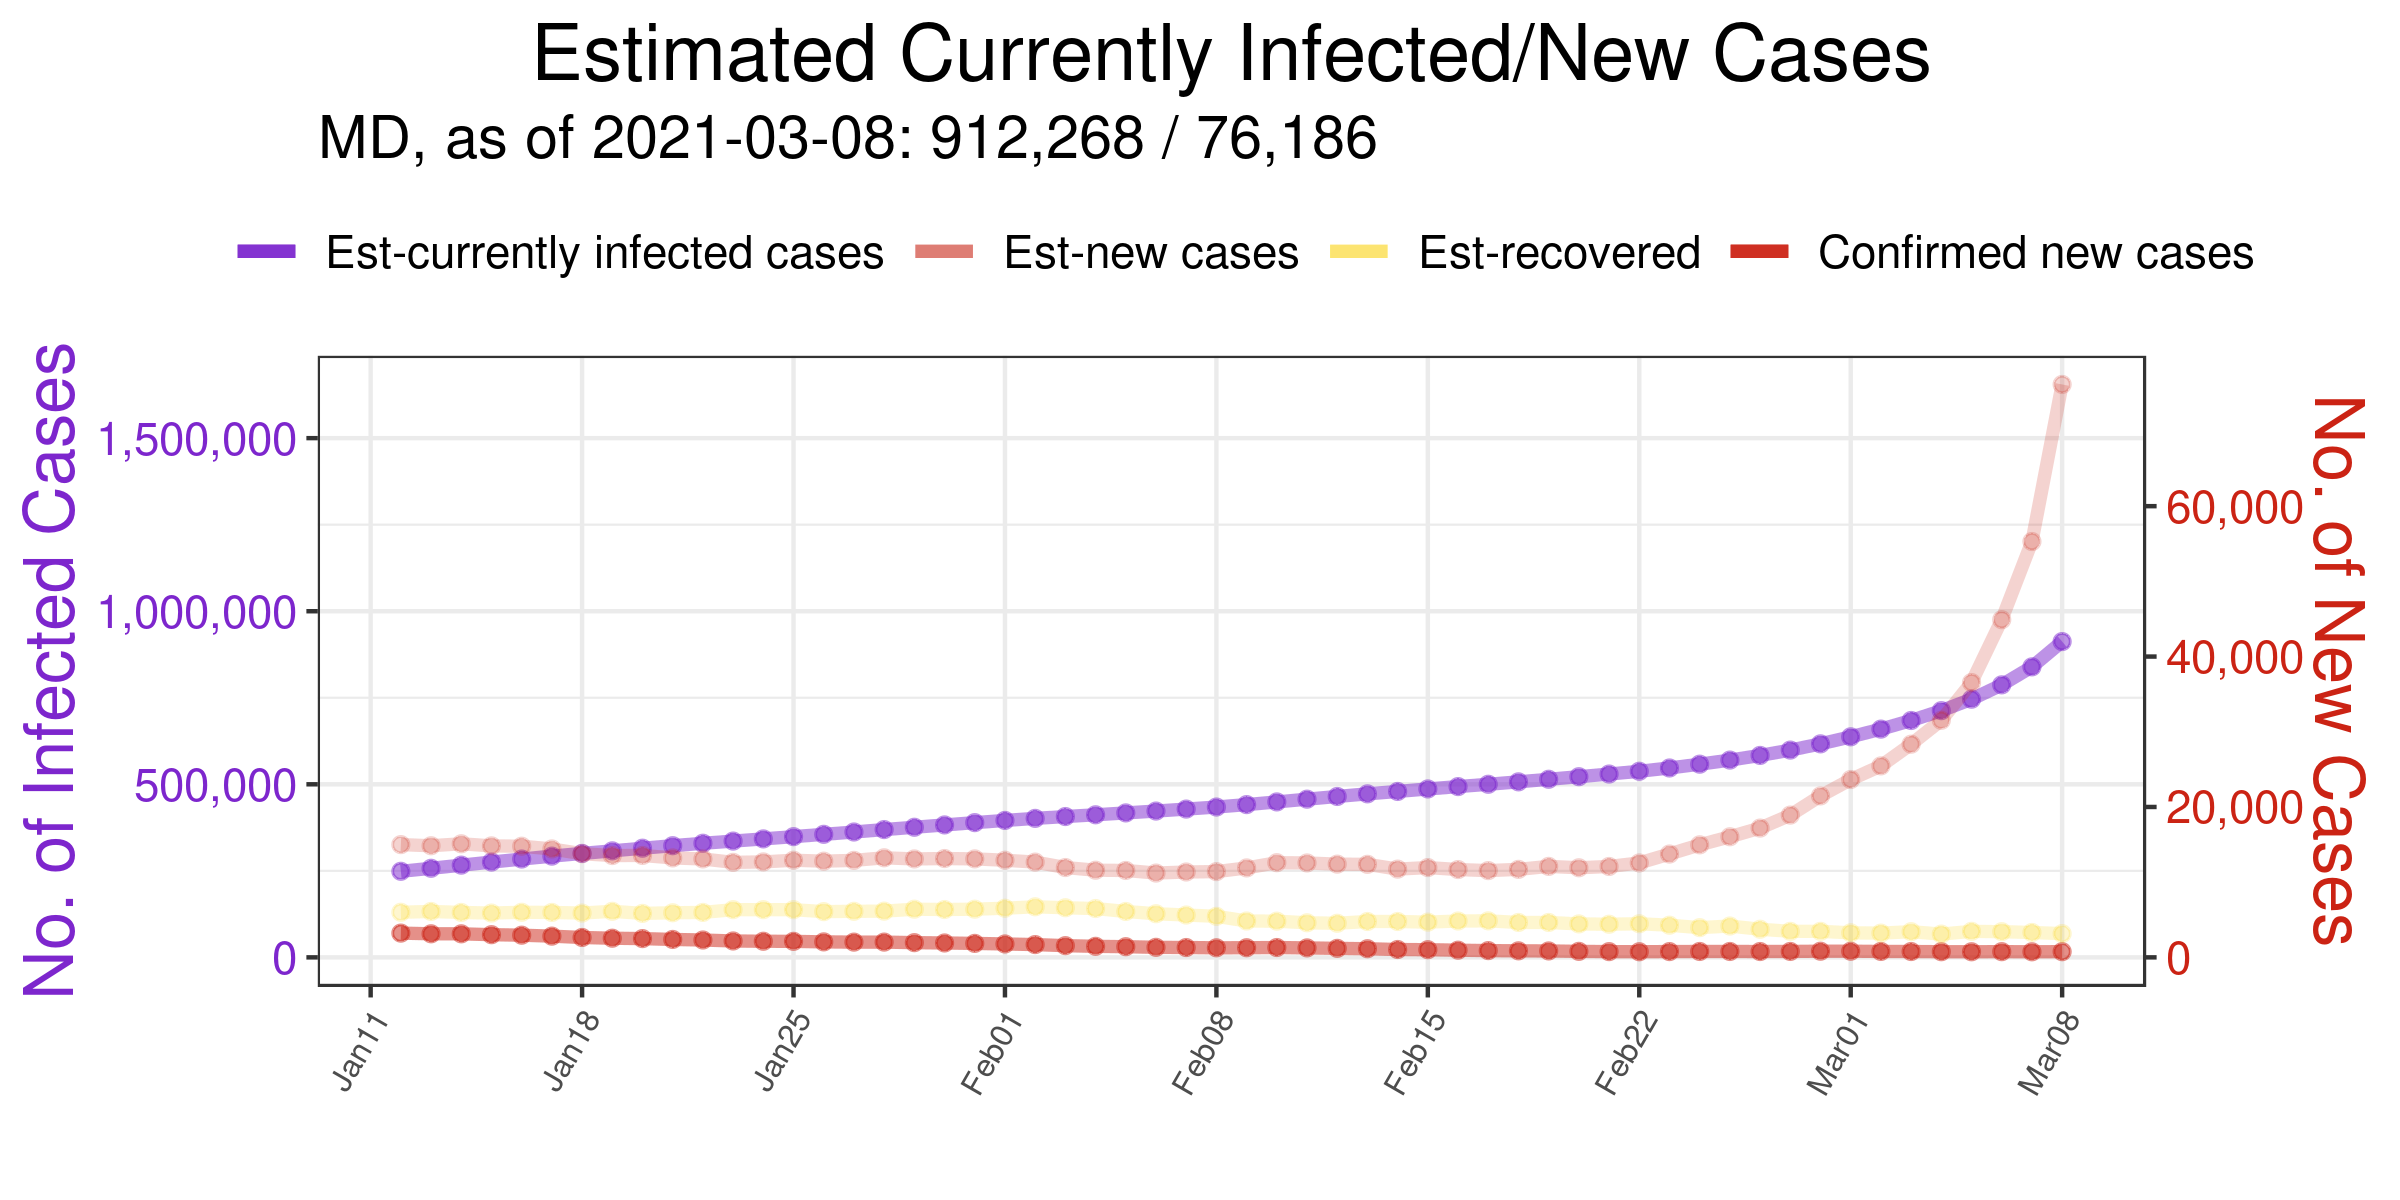 Estimated Currently Infected/New Cases
MD, as of 2021-03-08: 912,268 / 76,186
Est-currently infected cases Est-new cases Est-recovered Confirmed new cases
No. of Infected Cases
1,500,000
1,000,000
500,000
0
60,000
40,000
20,000
0
No. of New Cases
Jan11 Jan18 Jan25 Feb01 Feb08 Feb15 Feb22 Mar01 Mar08